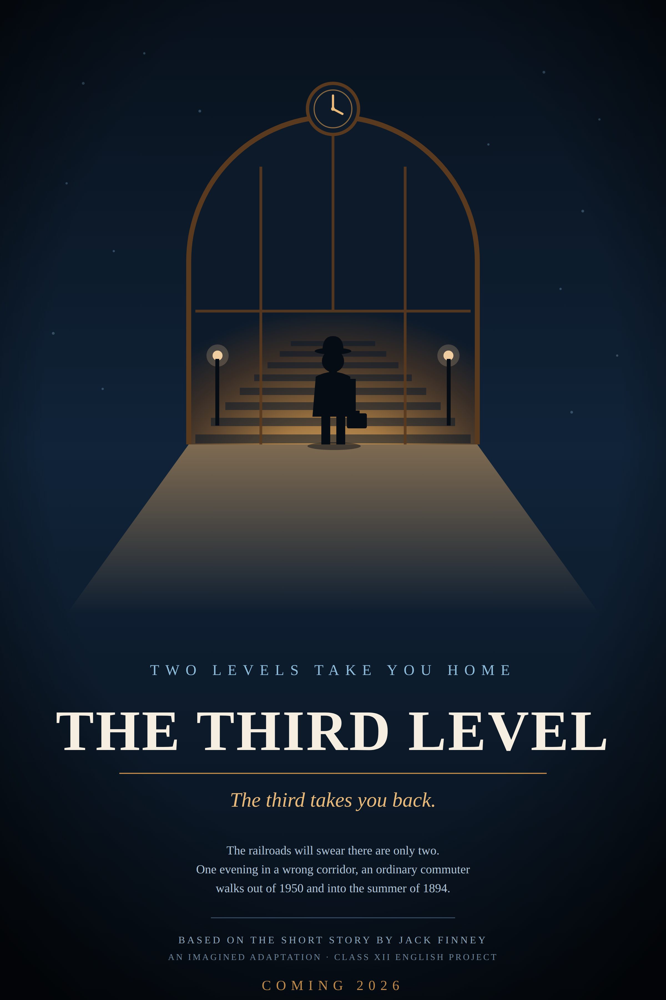 TWO LEVELS TAKE YOU HOME
THE THIRD LEVEL
The third takes you back.
The railroads will swear there are only two.
One evening in a wrong corridor, an ordinary commuter
walks out of 1950 and into the summer of 1894.
BASED ON THE SHORT STORY BY JACK FINNEY
AN IMAGINED ADAPTATION · CLASS XII ENGLISH PROJECT
COMING 2026